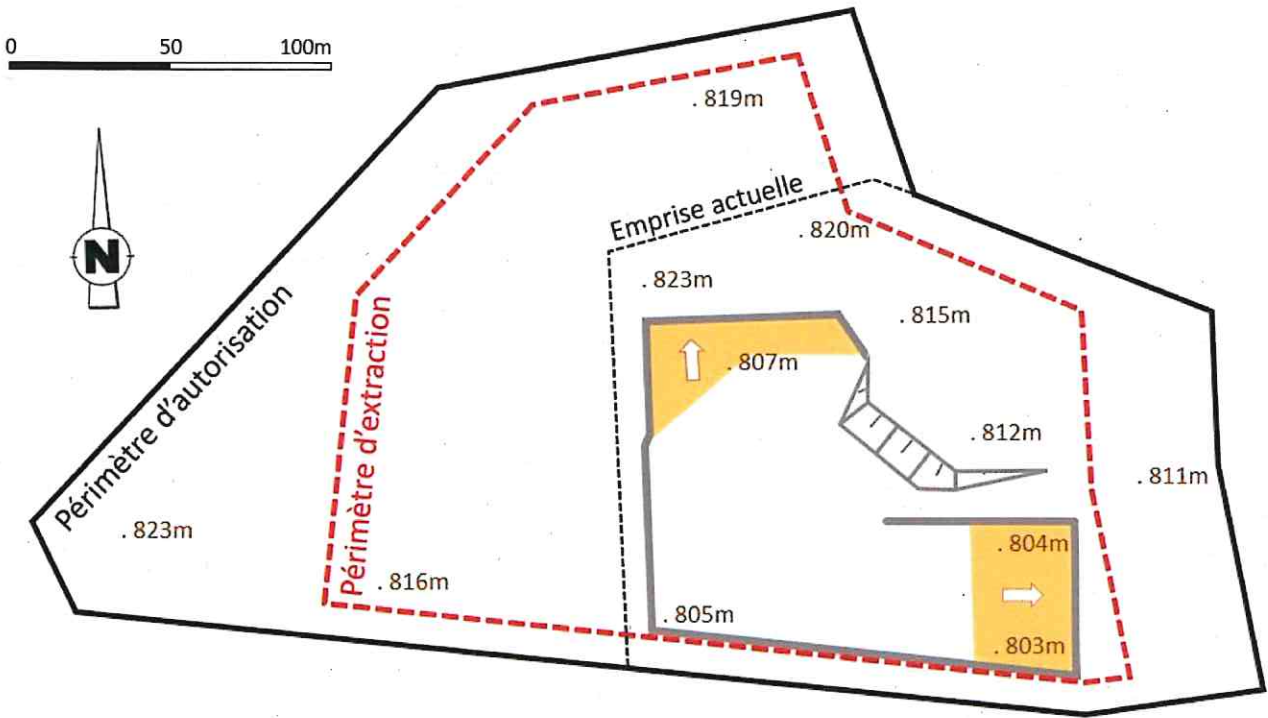 0 50 100m
. 819m
N
Emprise actuelle
. 820m
. 823m
. 815m
Périmètre d'autorisation
Périmètre d'extraction
. 807m
. 812m
. 811m
. 823m
. 804m
. 816m
. 805m
. 803m